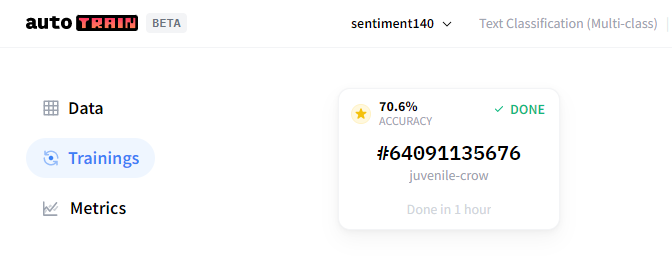 auto TRAIN BETA
sentiment140 Text Classification (Multi-class)
Data
Trainings
Metrics
70.6%
ACCURACY
DONE
#64091135676
juvenile-crow
Done in 1 hour